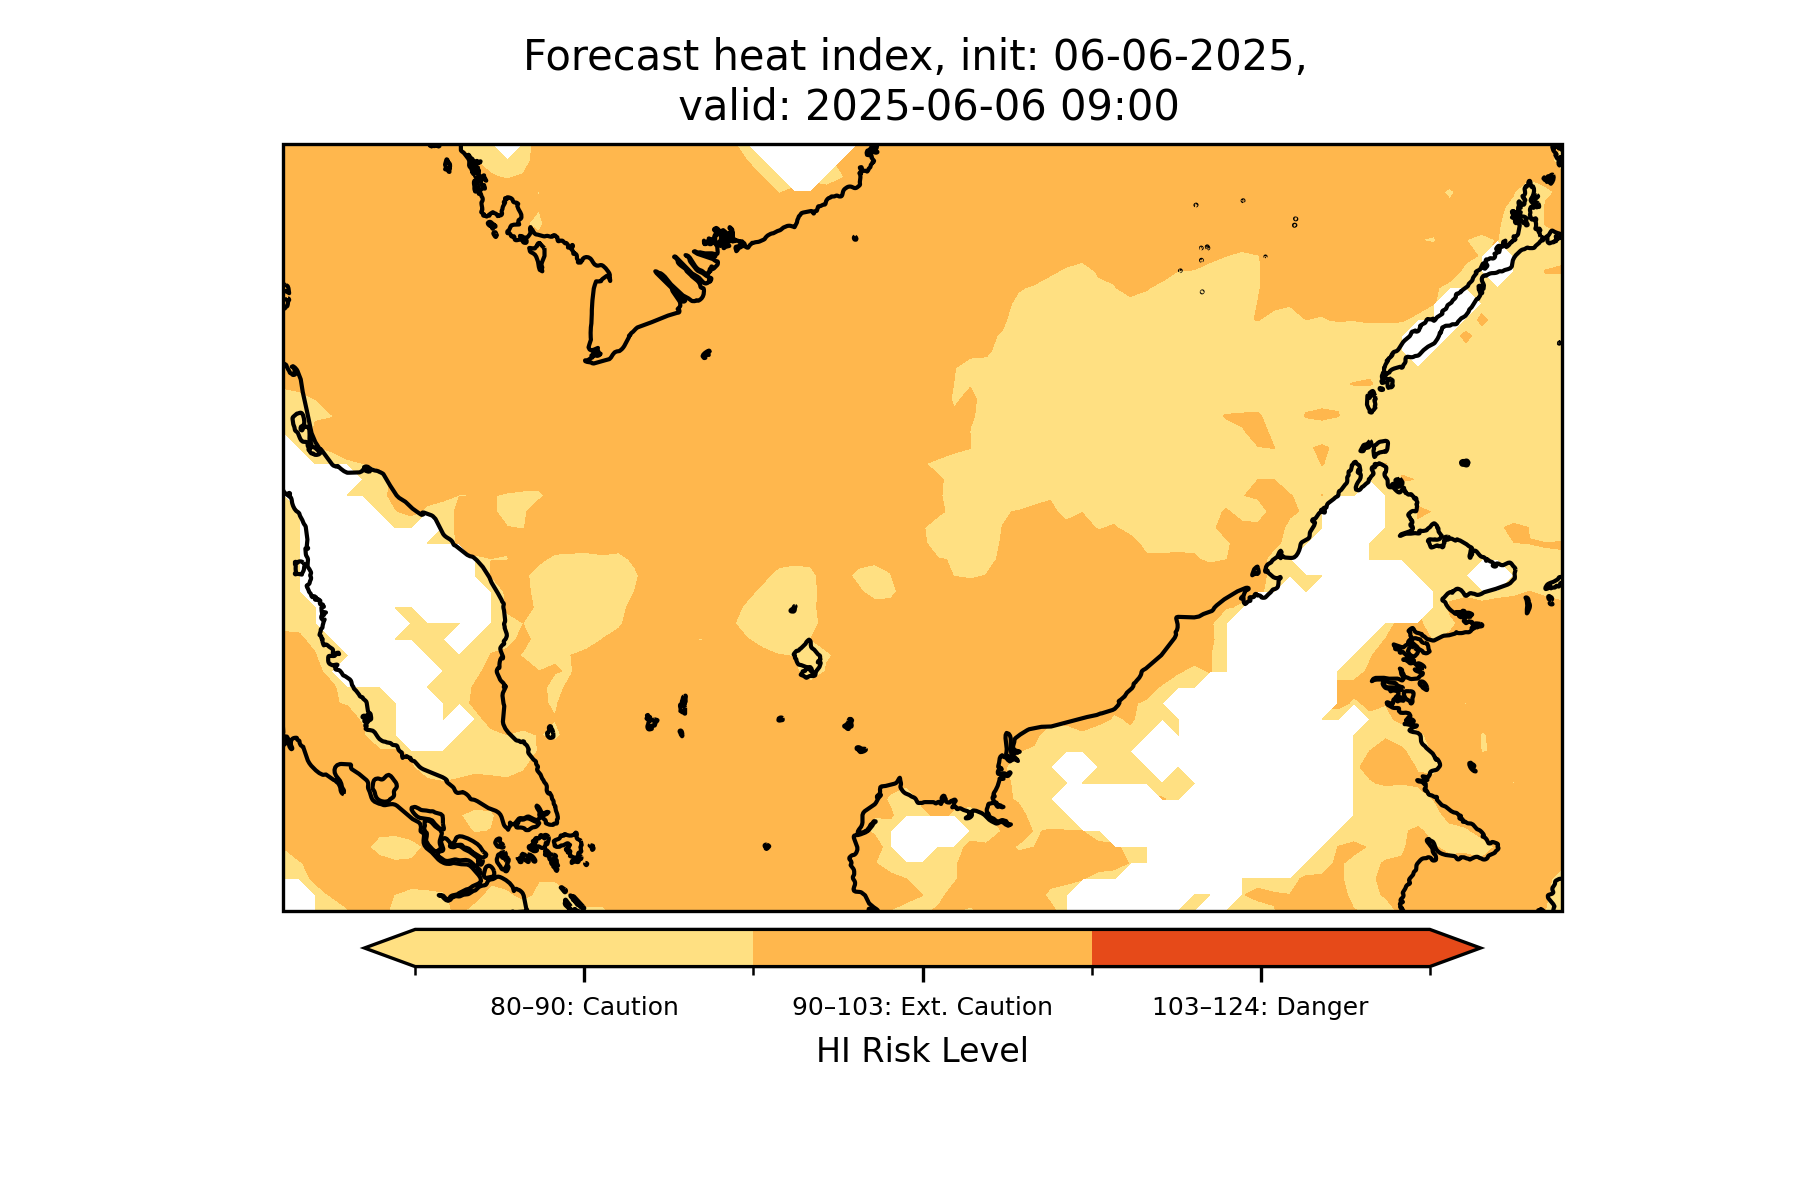 Forecast heat index, init: 06-06-2025,
valid: 2025-06-06 09:00
80–90: Caution
90–103: Ext. Caution
103–124: Danger
HI Risk Level